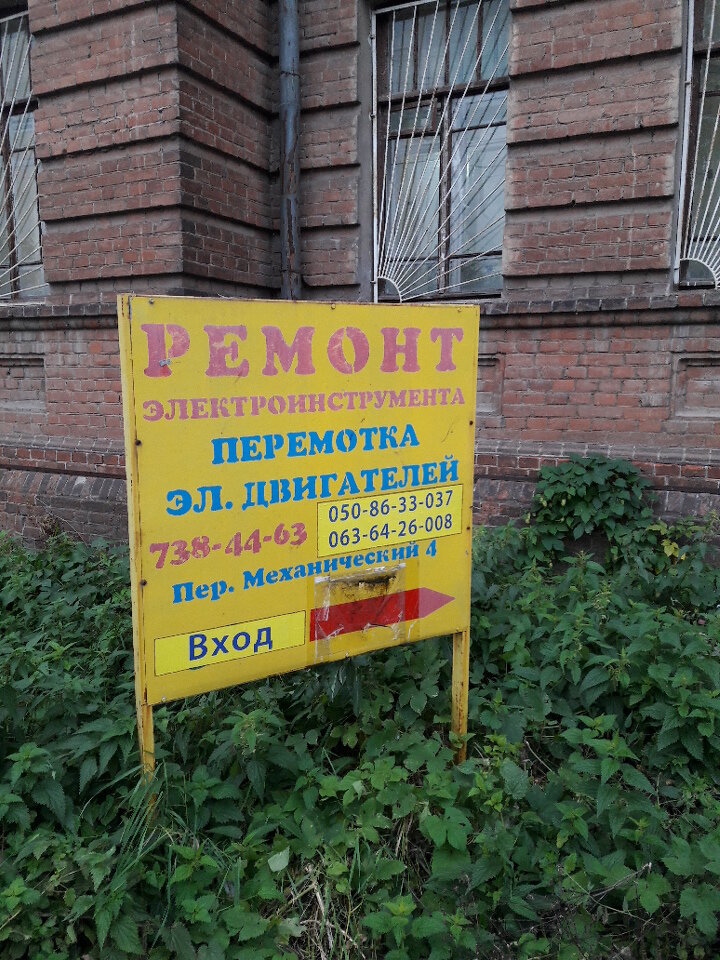 РЕМОНТ
ЭЛЕКТРОИНСТРУМЕНТА
ПЕРЕМОТКА
ЭЛ. ДВИГАТЕЛЕЙ
738-44-63
050-86-33-037
063-64-26-008
Пер. Механический 4
Вход